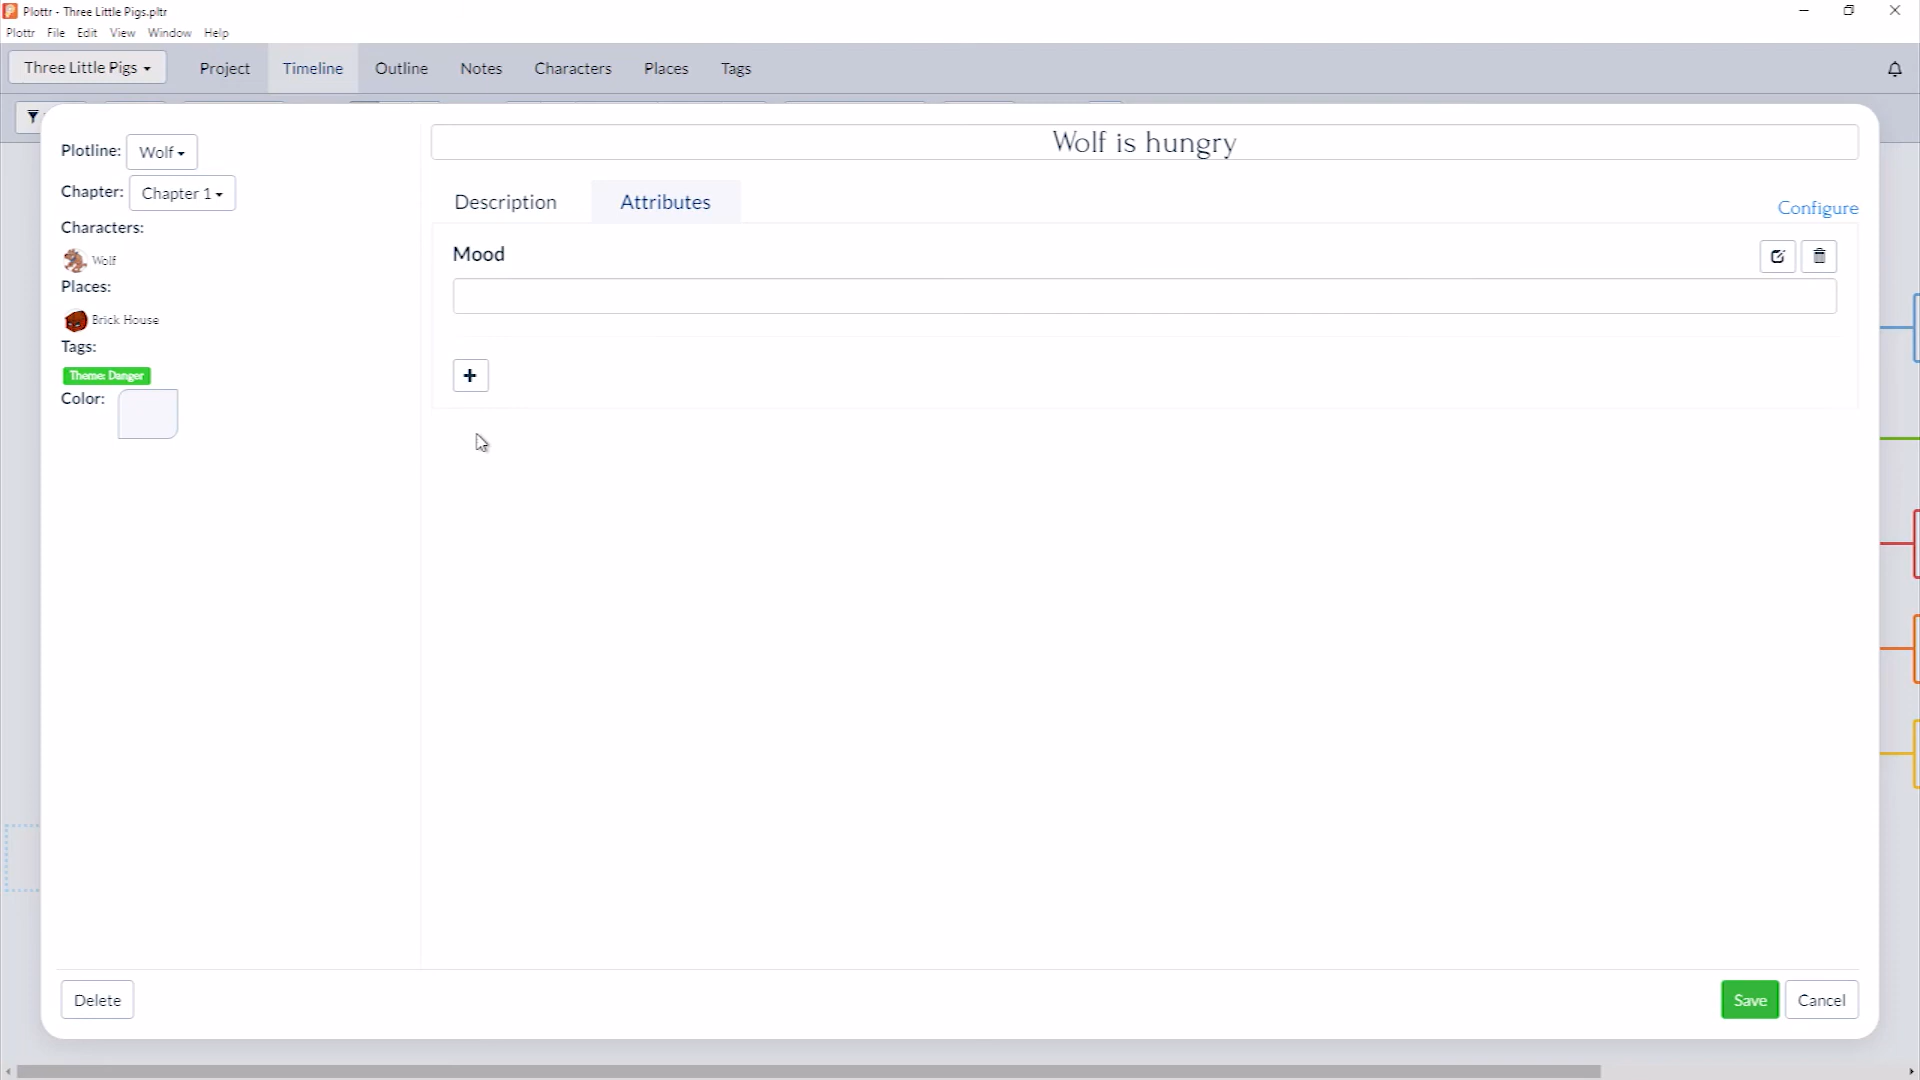 Plottr - Three Little Pigs.pltr
Plottr File Edit View Window Help
Three Little Pigs Project Timeline Outline Notes Characters Places Tags
Wolf is hungry
Plotline: Wolf
Chapter: Chapter 1
Description Attributes
Configure
Characters:
Wolf
Mood
Places:
Brick House
Tags:
Theme: Danger
Color:
+
Delete
Save Cancel